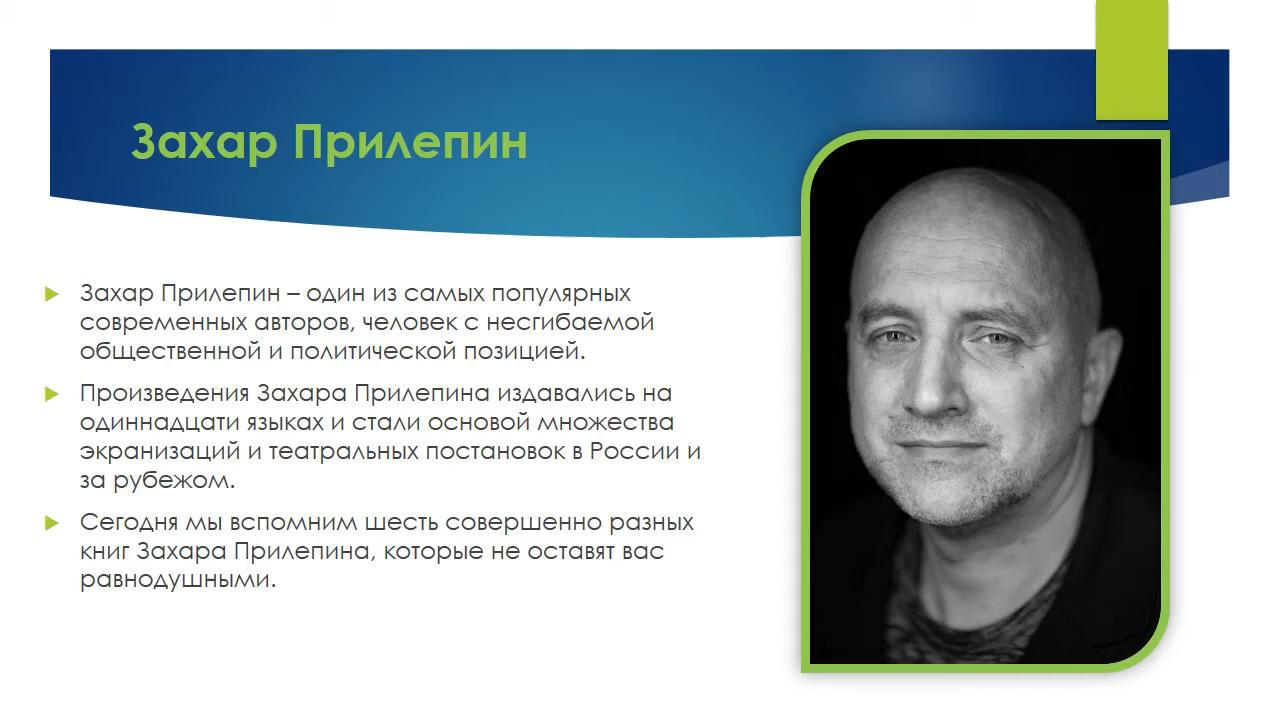 Захар Прилепин
Захар Прилепин – один из самых популярных
современных авторов, человек с несгибаемой
общественной и политической позицией.
Произведения Захара Прилепина издавались на
одиннадцати языках и стали основой множества
экранизаций и театральных постановок в России и
за рубежом.
Сегодня мы вспомним шесть совершенно разных
книг Захара Прилепина, которые не оставят вас
равнодушными.